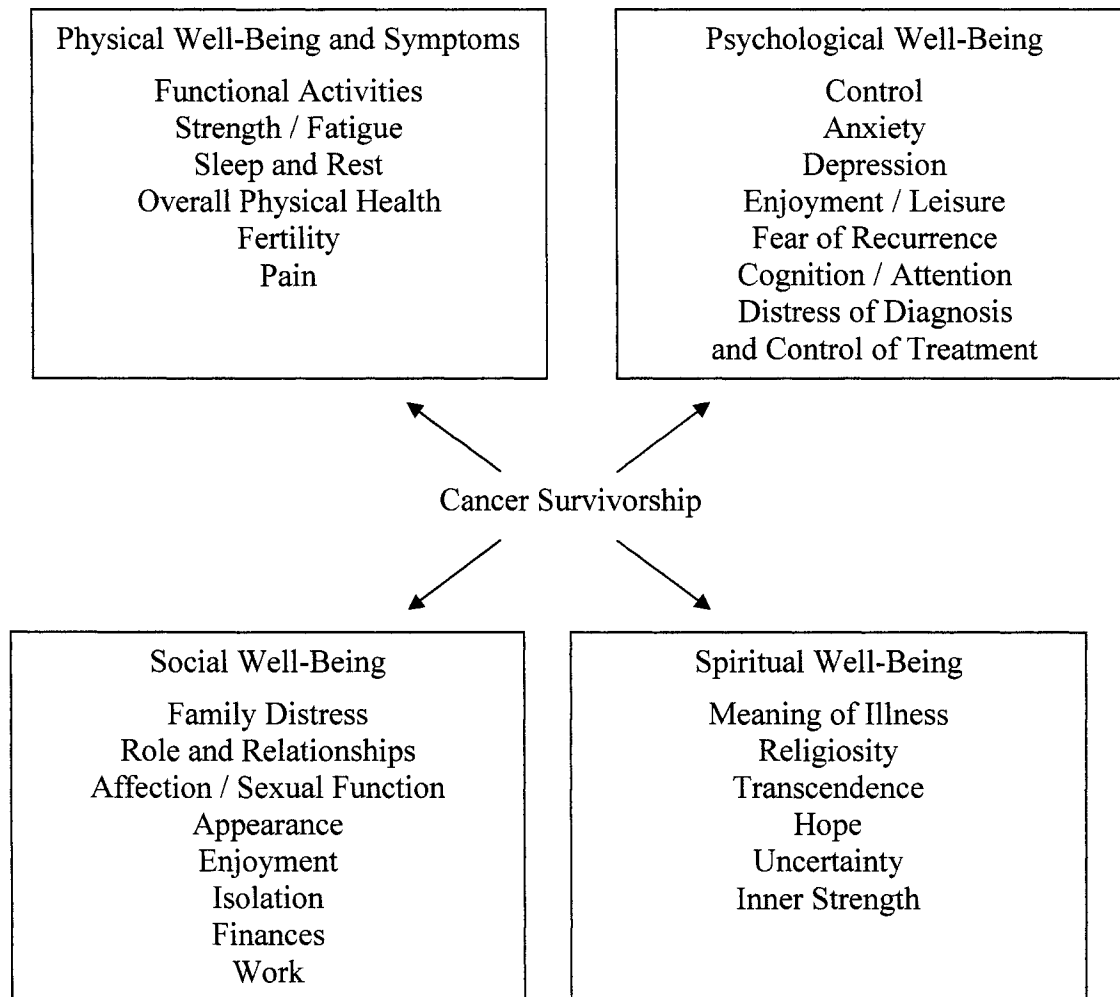 Physical Well-Being and Symptoms
Functional Activities
Strength / Fatigue
Sleep and Rest
Overall Physical Health
Fertility
Pain
Psychological Well-Being
Control
Anxiety
Depression
Enjoyment / Leisure
Fear of Recurrence
Cognition / Attention
Distress of Diagnosis
and Control of Treatment
Cancer Survivorship
Social Well-Being
Family Distress
Role and Relationships
Affection / Sexual Function
Appearance
Enjoyment
Isolation
Finances
Work
Spiritual Well-Being
Meaning of Illness
Religiosity
Transcendence
Hope
Uncertainty
Inner Strength